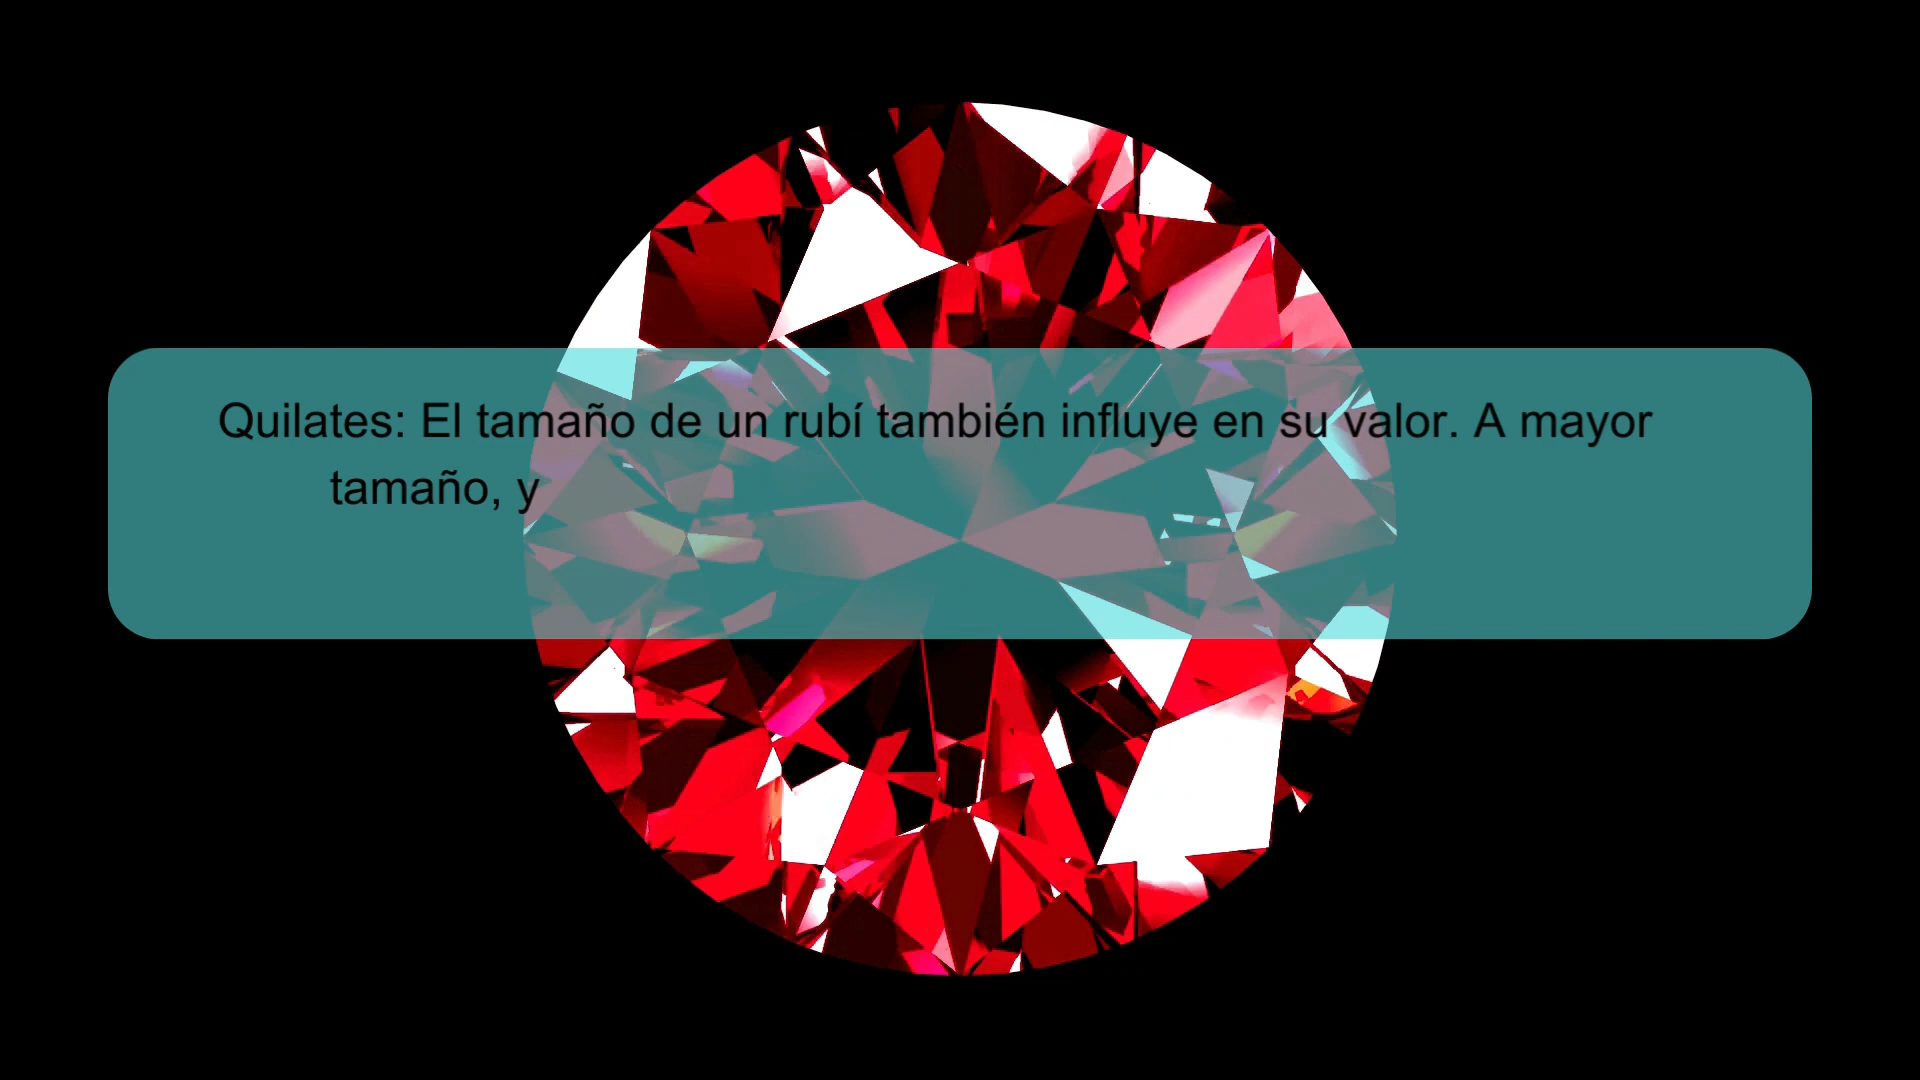 Quilates: El tamaño de un rubí también influye en su valor. A mayor
tamaño, y